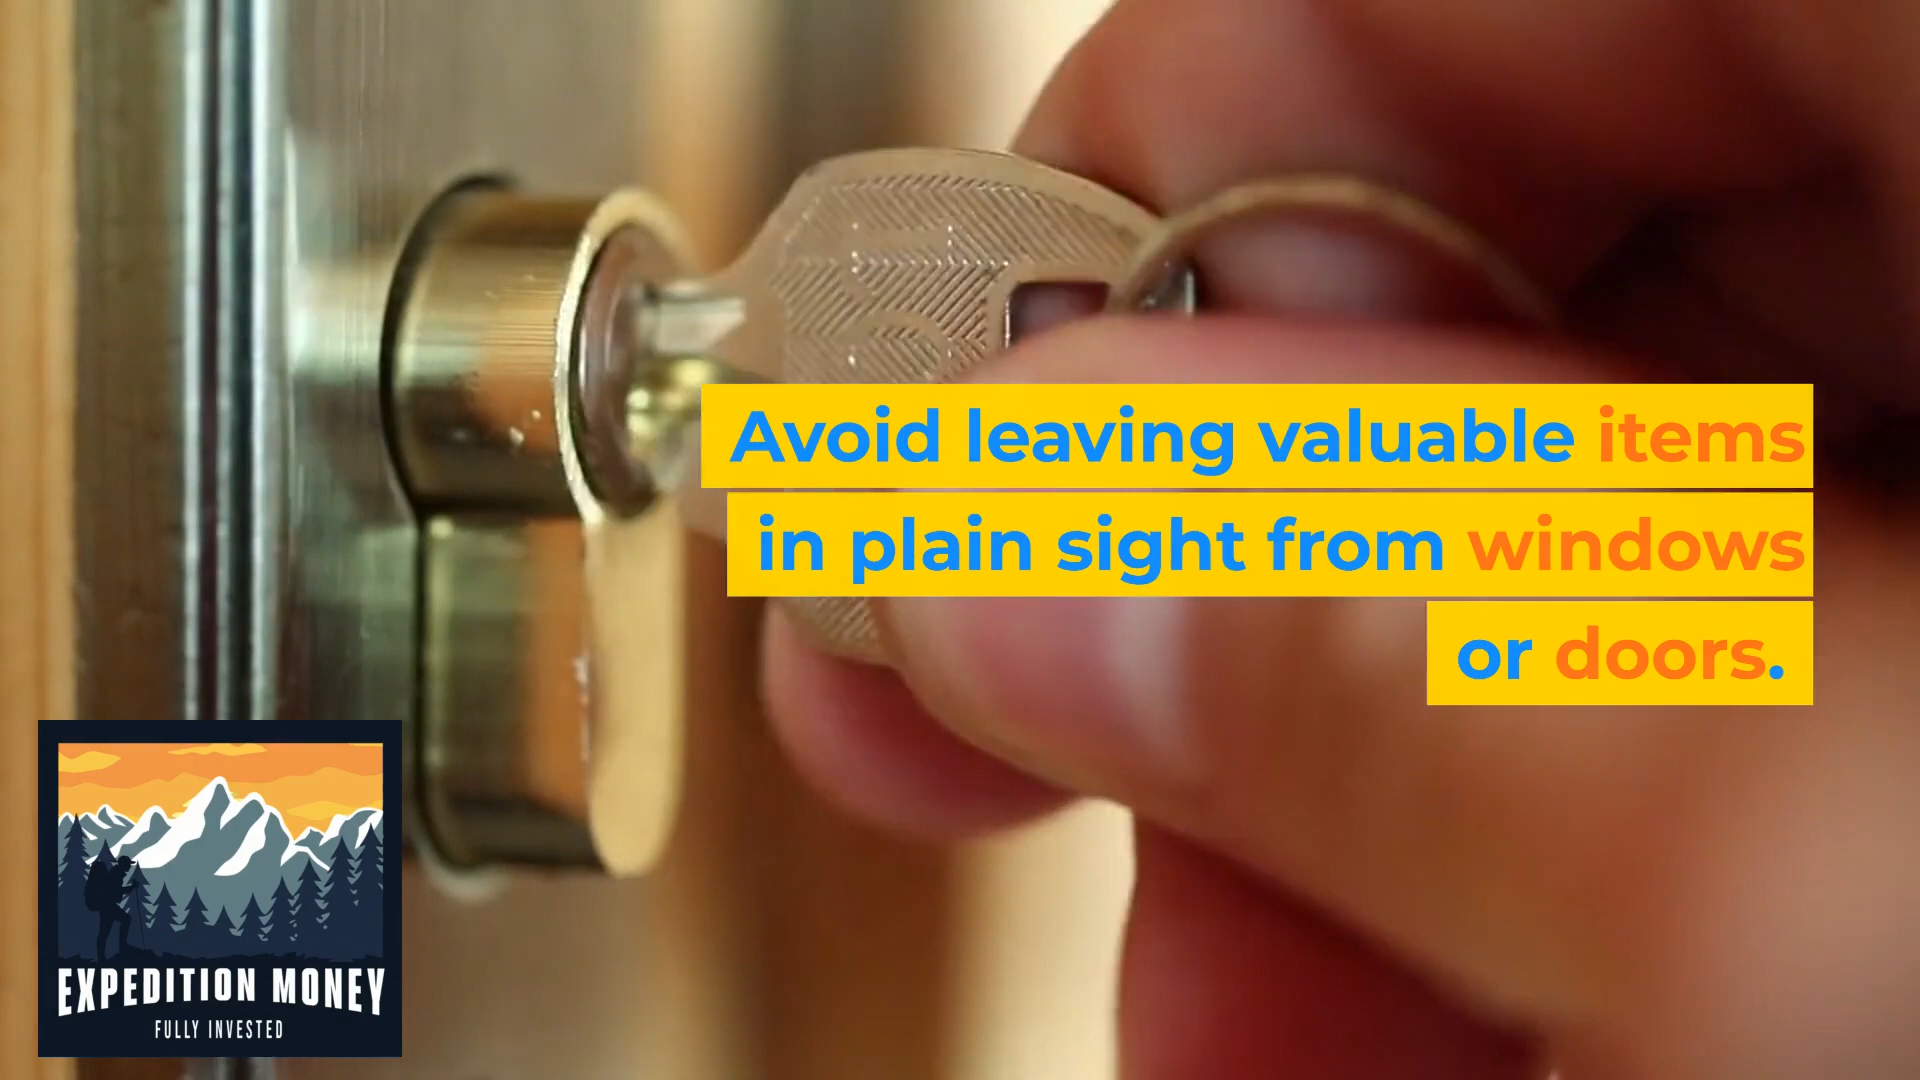 Avoid leaving valuable items
in plain sight from windows
or doors.
EXPEDITION MONEY
FULLY INVESTED